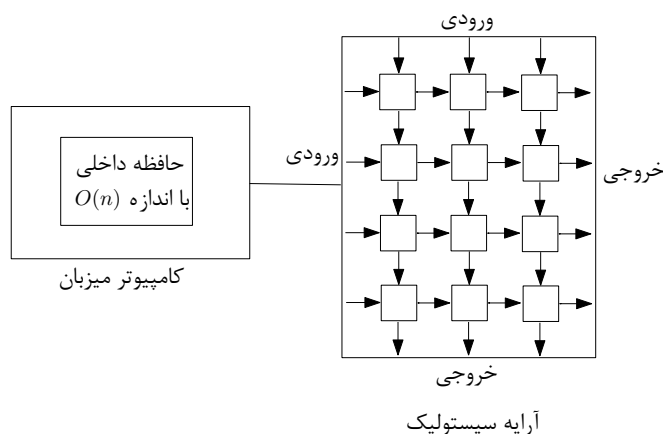 ورودی
ورودی
حافظه داخلی
با اندازه O(n)
خروجی
کامپیوتر میزبان
خروجی
آرایه سیستولیک